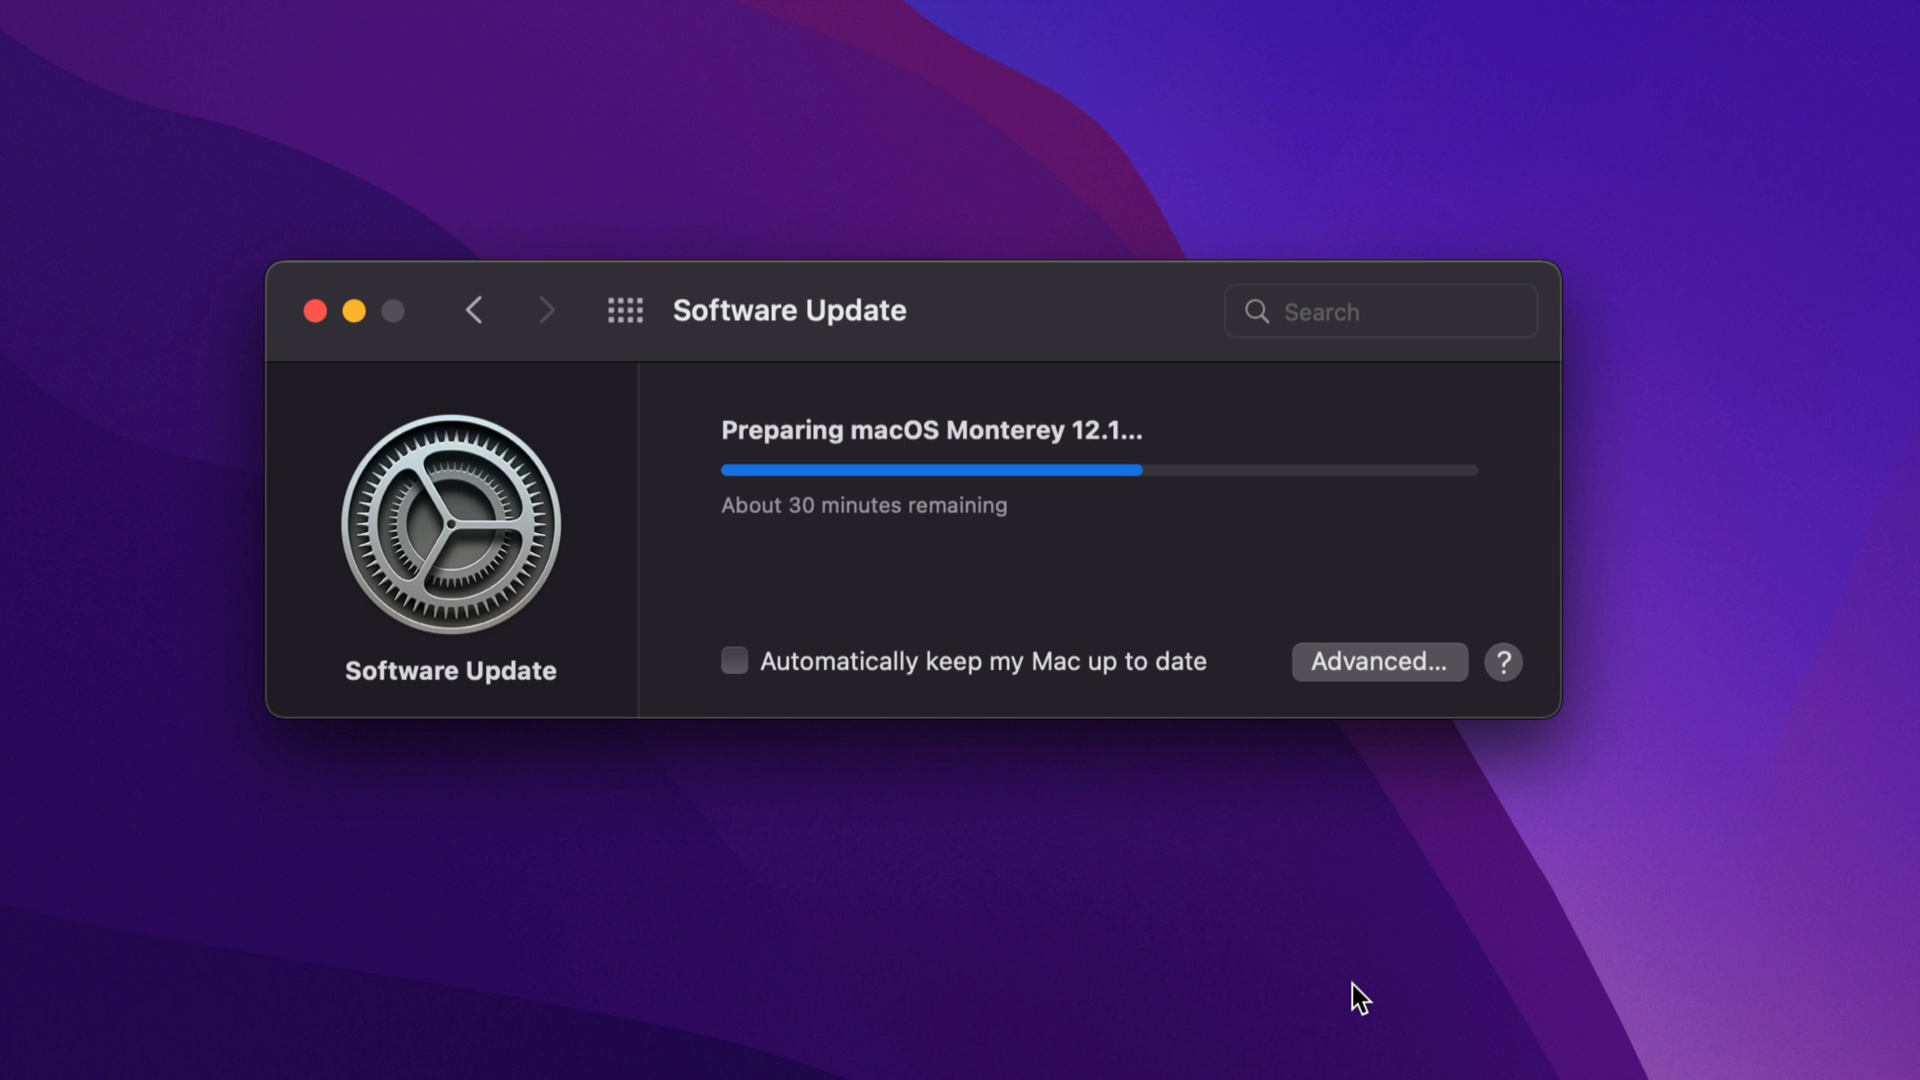 Software Update
Search
Preparing macOS Monterey 12.1...
About 30 minutes remaining
Software Update
Automatically keep my Mac up to date
Advanced...
?